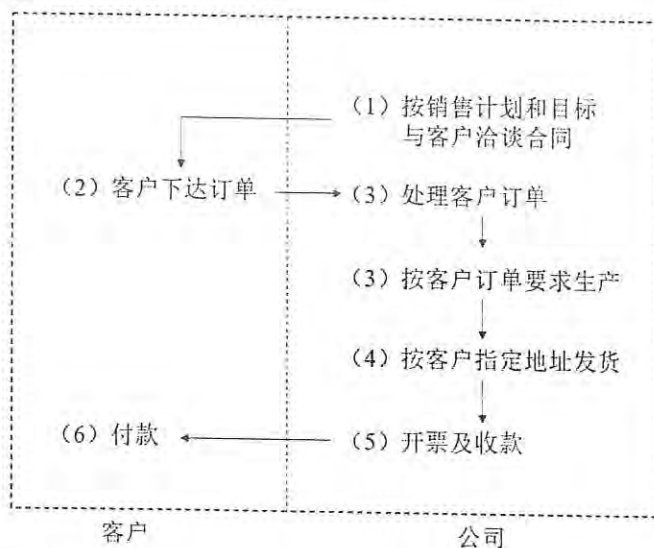 （1）按销售计划和目标
与客户洽谈合同
（2）客户下达订单
（3）处理客户订单
（3）按客户订单要求生产
（4）按客户指定地址发货
（6）付款
（5）开票及收款
客户
公司